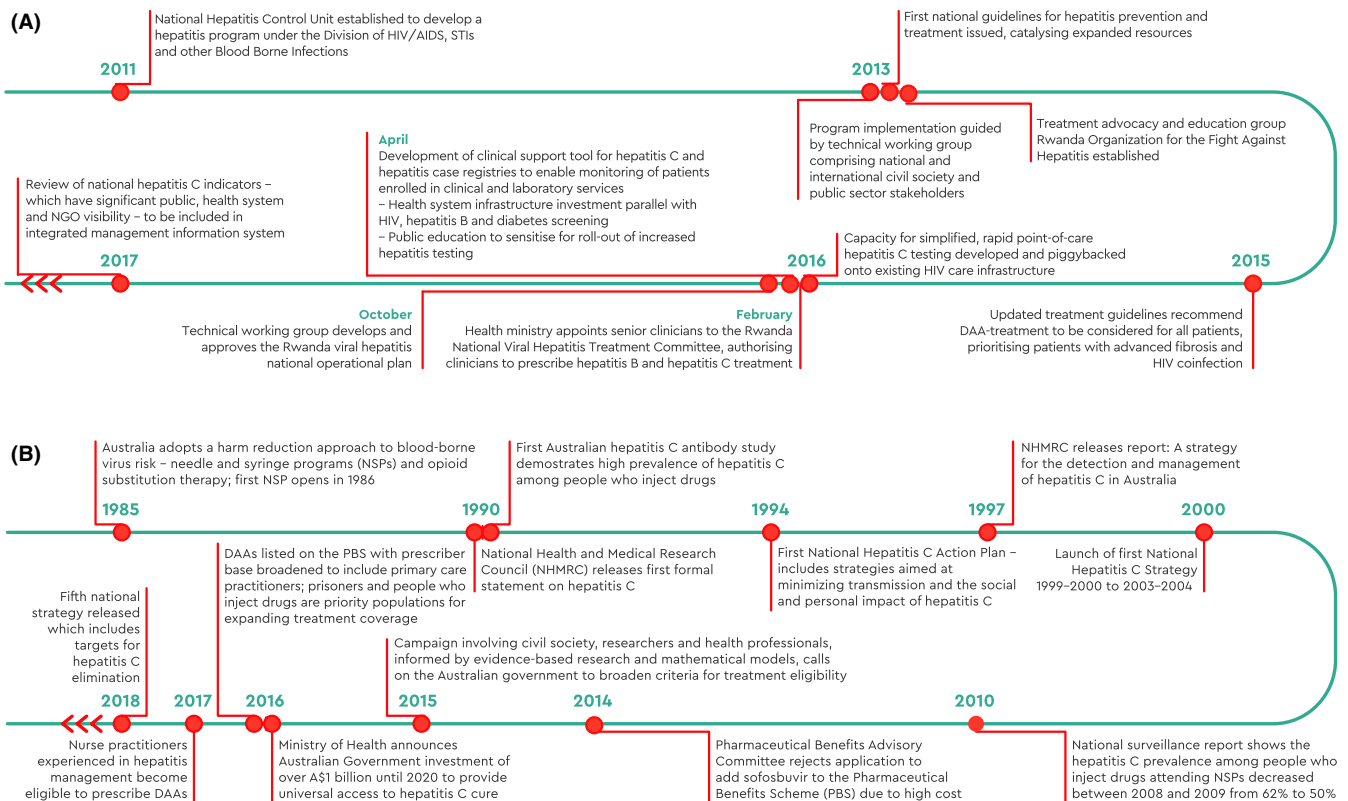 (A)
National Hepatitis Control Unit established to develop a
hepatitis program under the Division of HIV/AIDS, STIs
and other Blood Borne Infections
2011
First national guidelines for hepatitis prevention and
treatment issued, catalysing expanded resources
2013
Program implementation guided
by technical working group
comprising national and
international civil society and
public sector stakeholders
Treatment advocacy and education group
Rwanda Organization for the Fight Against
Hepatitis established
2015
Updated treatment guidelines recommend
DAA-treatment to be considered for all patients,
prioritising patients with advanced fibrosis and
HIV coinfection
2016
Capacity for simplified, rapid point-of-care
hepatitis C testing developed and piggybacked
onto existing HIV care infrastructure
February
Health ministry appoints senior clinicians to the Rwanda
National Viral Hepatitis Treatment Committee, authorising
clinicians to prescribe hepatitis B and hepatitis C treatment
April
Development of clinical support tool for hepatitis C and
hepatitis case registries to enable monitoring of patients
enrolled in clinical and laboratory services
– Health system infrastructure investment parallel with
HIV, hepatitis B and diabetes screening
– Public education to sensitise for roll-out of increased
hepatitis testing
October
Technical working group develops and
approves the Rwanda viral hepatitis
national operational plan
2017
Review of national hepatitis C indicators –
which have significant public, health system
and NGO visibility – to be included in
integrated management information system
(B)
Australia adopts a harm reduction approach to blood-borne
virus risk – needle and syringe programs (NSPs) and opioid
substitution therapy; first NSP opens in 1986
1985
First Australian hepatitis C antibody study
demostrates high prevalence of hepatitis C
among people who inject drugs
1990
National Health and Medical Research
Council (NHMRC) releases first formal
statement on hepatitis C
1994
First National Hepatitis C Action Plan –
includes strategies aimed at
minimizing transmission and the social
and personal impact of hepatitis C
NHMRC releases report: A strategy
for the detection and management
of hepatitis C in Australia
1997
2000
Launch of first National
Hepatitis C Strategy
1999–2000 to 2003–2004
2010
National surveillance report shows the
hepatitis C prevalence among people who
inject drugs attending NSPs decreased
between 2008 and 2009 from 62% to 50%
2014
Pharmaceutical Benefits Advisory
Committee rejects application to
add sofosbuvir to the Pharmaceutical
Benefits Scheme (PBS) due to high cost
Campaign involving civil society, researchers and health professionals,
informed by evidence-based research and mathematical models, calls
on the Australian government to broaden criteria for treatment eligibility
2015
2016
Ministry of Health announces
Australian Government investment of
over A$1 billion until 2020 to provide
universal access to hepatitis C cure
DAAs listed on the PBS with prescriber
base broadened to include primary care
practitioners; prisoners and people who
inject drugs are priority populations for
expanding treatment coverage
2017
Nurse practitioners
experienced in hepatitis
management become
eligible to prescribe DAAs
Fifth national
strategy released
which includes
targets for
hepatitis C
elimination
2018